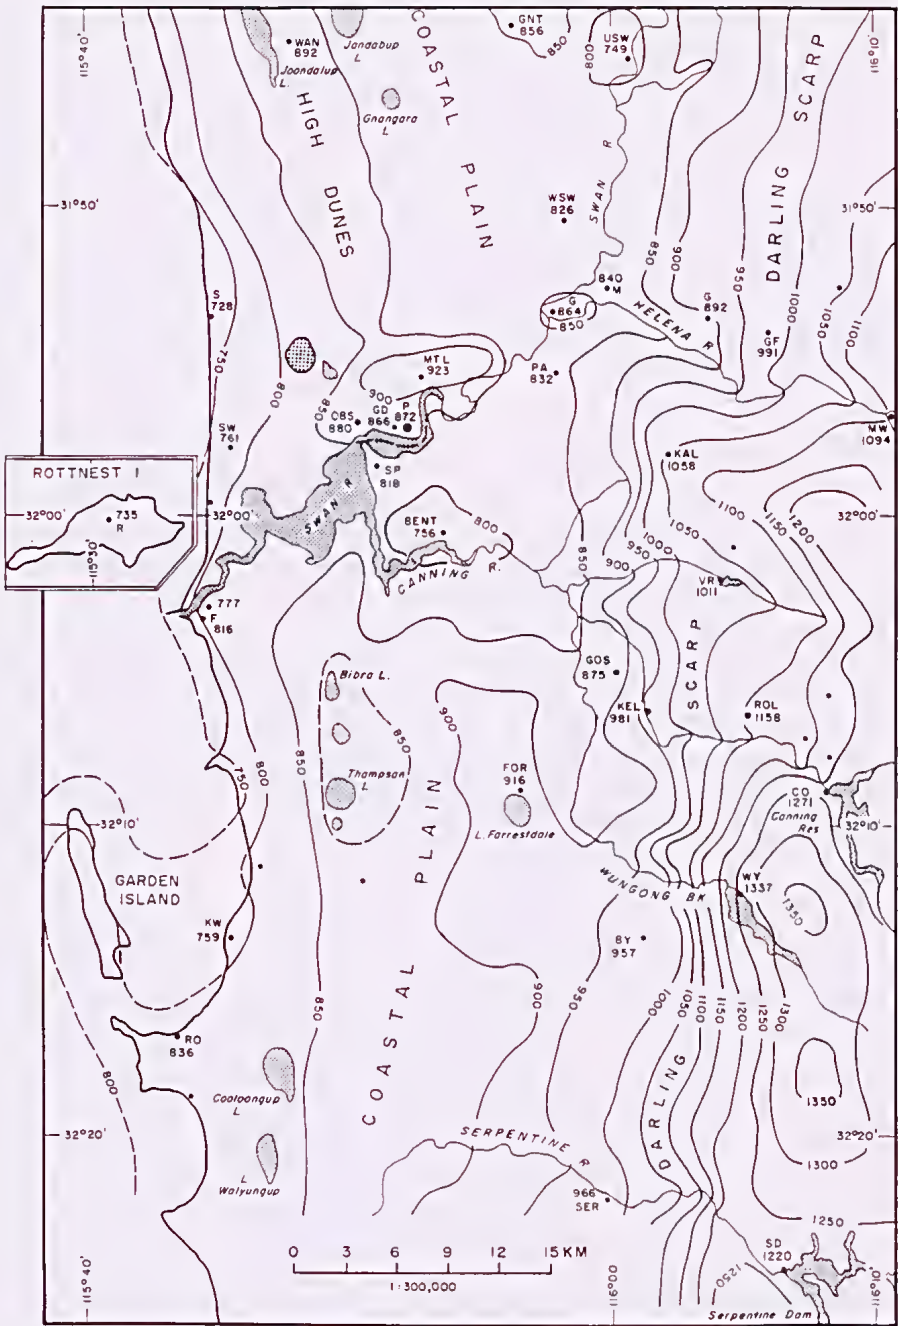 115°40'
WAN
892
Joondalup
L.
Jandabup
L
Gnangara
L.
COASTAL
PLAIN
HIGH
DUNES
GNT
856
850
USW
749
800
116°10'
DARLING SCARP
31°50'
31°50'
SWAN R
WSW
826
850
900
950
1000
1050
1100
S
728
750
800
850
840
M
G
864
850
HELENA R
G
892
GF
991
MTL
923
900
PA
832
OBS
880
GD
866
P
872
SW
761
SP
818
KAL
1058
MW
1094
ROTTNEST I
735
R
115°30'
32°00'
32°00'
32°00'
SWAN R
BENT
756
800
CANNING R.
850
900
950
1000
1050
1100
1150
1200
VR
1011
777
F
816
SCARP
GOS
875
KEL
981
ROL
1158
Bibra L.
850
900
Thampson
L
850
800
750
FOR
916
L. Farrestdale
CO
1271
Canning
Res
32°10'
32°10'
GARDEN
ISLAND
PLAIN
COASTAL
WUNGONG BK
WY
1337
1350
KW
759
BY
957
850
900
950
1000
1050
1100
1150
1200
1250
1300
RO
836
800
1350
Cooloongup
L
DARLING
L
Walyungup
SERPENTINE R
32°20'
1300
966
SER
1250
SD
1220
1250
0 3 6 9 12 15 KM
1:300,000
115°40'
116°00
116°10'
Serpentine Dam